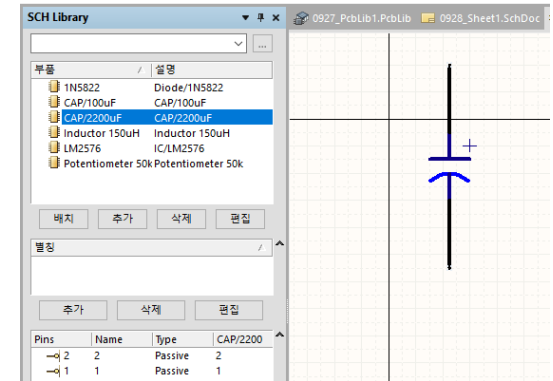 SCH Library
0927_PcbLib1.PcbLib 0928_Sheet1.SchDoc
...
부품 / 설명
1N5822 Diode/1N5822
CAP/100uF CAP/100uF
CAP/2200uF CAP/2200uF
Inductor 150uH Inductor 150uH
LM2576 IC/LM2576
Potentiometer 50k Potentiometer 50k
배치 추가 삭제 편집
별칭 /
추가 삭제 편집
Pins Name Type CAP/2200
2 2 Passive 2
1 1 Passive 1